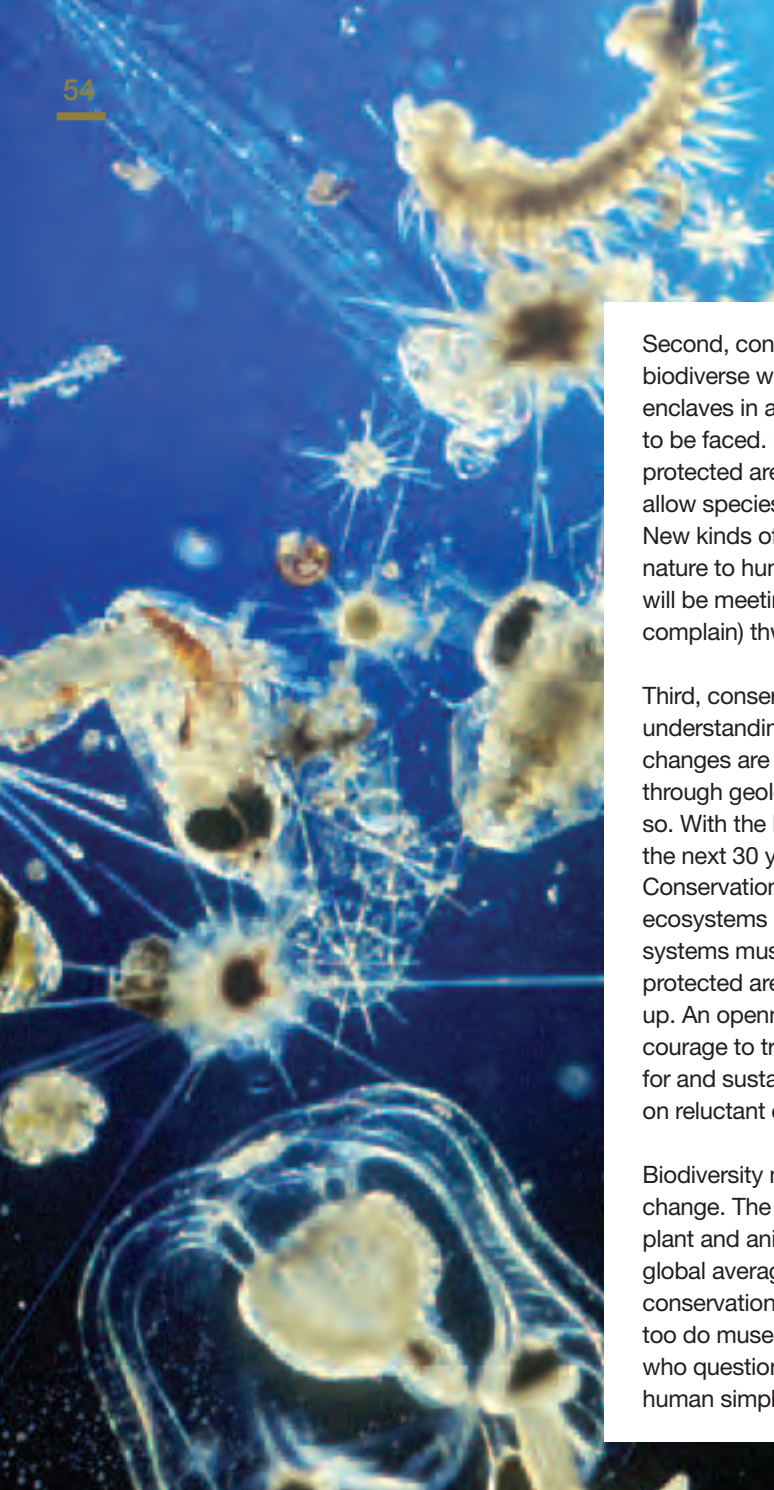 54
Second, con
biodiverse w
enclaves in a
to be faced.
protected are
allow species
New kinds of
nature to hur
will be meetin
complain) thv
Third, conser
understandin
changes are
through geol
so. With the
the next 30 y
Conservation
ecosystems
systems mus
protected are
up. An openn
courage to tr
for and susta
on reluctant
Biodiversity r
change. The
plant and ani
global averag
conservation
too do muse
who question
human simpl